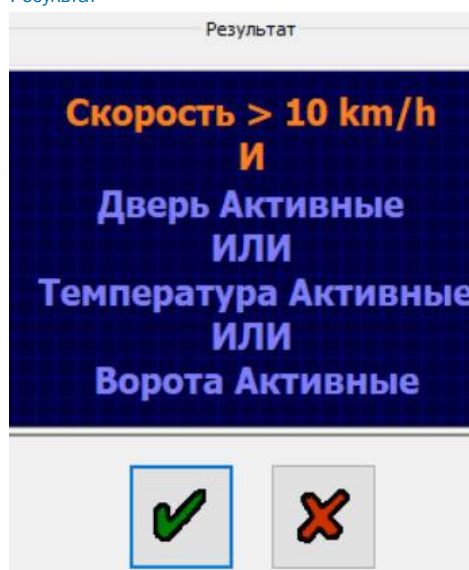 Результат
Результат
Скорость > 10 km/h
И
Дверь Активные
ИЛИ
Температура Активные
ИЛИ
Ворота Активные